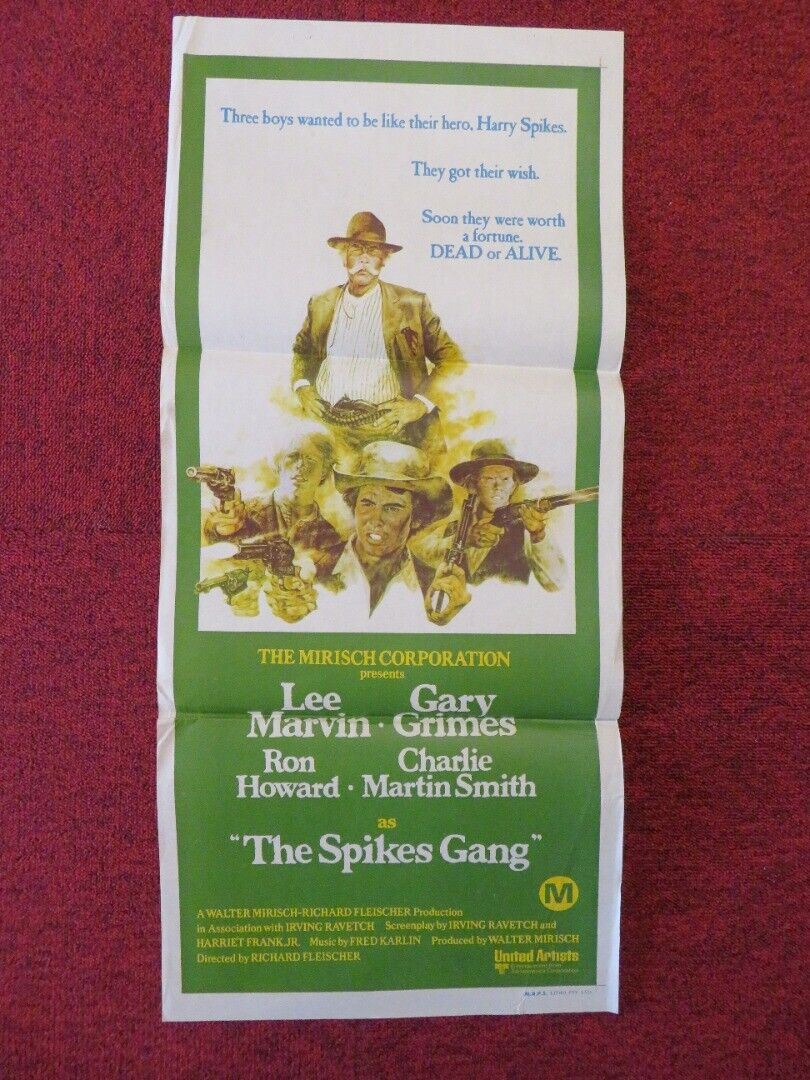 Three boys wanted to be like their hero, Harry Spikes.
They got their wish.
Soon they were worth
a fortune.
DEAD or ALIVE.
THE MIRISCH CORPORATION
presents
Lee Marvin · Gary Grimes
Ron Howard · Charlie Martin Smith
as
"The Spikes Gang"
M
A WALTER MIRISCH-RICHARD FLEISCHER Production
in Association with IRVING RAVETCH Screenplay by IRVING RAVETCH and
HARRIET FRANK, JR. Music by FRED KARLIN Produced by WALTER MIRISCH
Directed by RICHARD FLEISCHER
United Artists